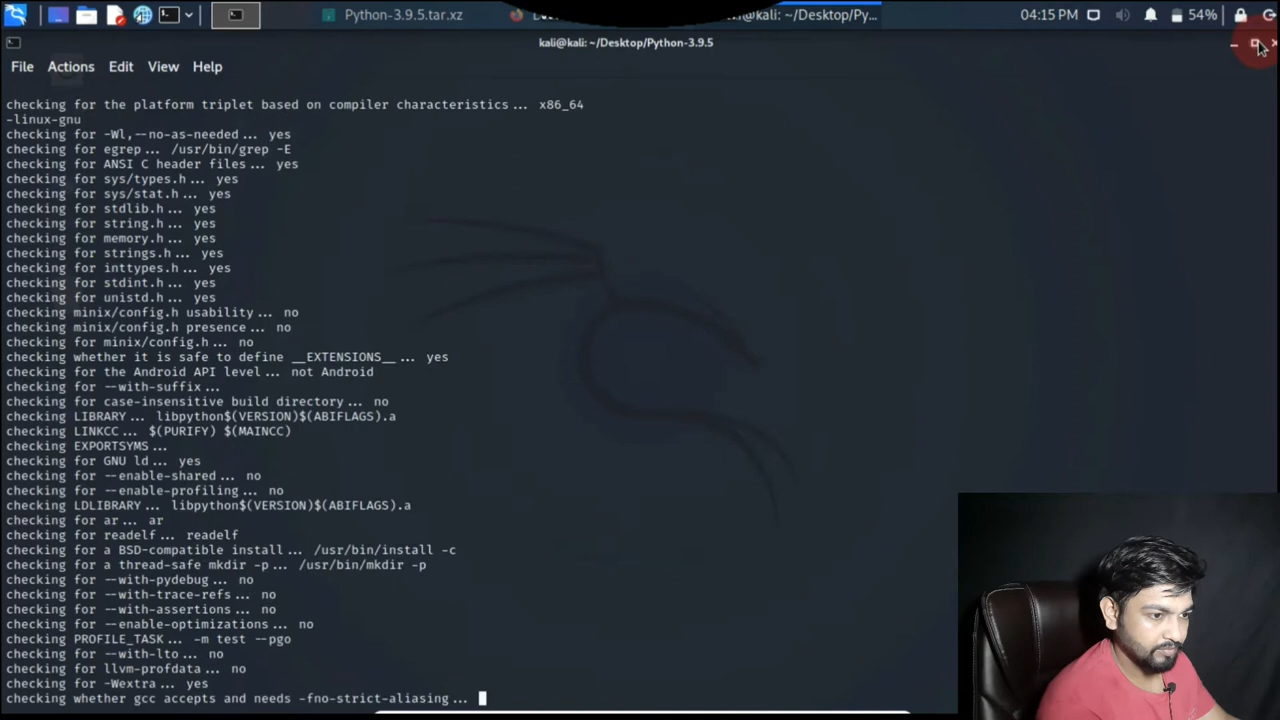 Python-3.9.5.tar.xz
kali: ~/Desktop/Py...
04:15 PM
54%
kali@kali: ~/Desktop/Python-3.9.5
File Actions Edit View Help
checking for the platform triplet based on compiler characteristics... x86_64
-linux-gnu
checking for -Wl,--no-as-needed... yes
checking for egrep... /usr/bin/grep -E
checking for ANSI C header files... yes
checking for sys/types.h... yes
checking for sys/stat.h... yes
checking for stdlib.h... yes
checking for string.h... yes
checking for memory.h... yes
checking for strings.h... yes
checking for inttypes.h... yes
checking for stdint.h... yes
checking for unistd.h... yes
checking minix/config.h usability... no
checking minix/config.h presence... no
checking for minix/config.h... no
checking whether it is safe to define __EXTENSIONS__... yes
checking for the Android API level... not Android
checking for --with-suffix...
checking for case-insensitive build directory... no
checking LIBRARY... libpython$(VERSION)$(ABIFLAGS).a
checking LINKCC... $(PURIFY) $(MAINCC)
checking EXPORTSYMS...
checking for GNU ld... yes
checking for --enable-shared... no
checking for --enable-profiling... no
checking LDLIBRARY... libpython$(VERSION)$(ABIFLAGS).a
checking for ar... ar
checking for readelf... readelf
checking for a BSD-compatible install... /usr/bin/install -c
checking for a thread-safe mkdir -p... /usr/bin/mkdir -p
checking for --with-pydebug... no
checking for --with-trace-refs... no
checking for --with-assertions... no
checking for --enable-optimizations... no
checking PROFILE_TASK... -m test --pgo
checking for --with-lto... no
checking for llvm-profdata... no
checking for -Wextra... yes
checking whether gcc accepts and needs -fno-strict-aliasing...